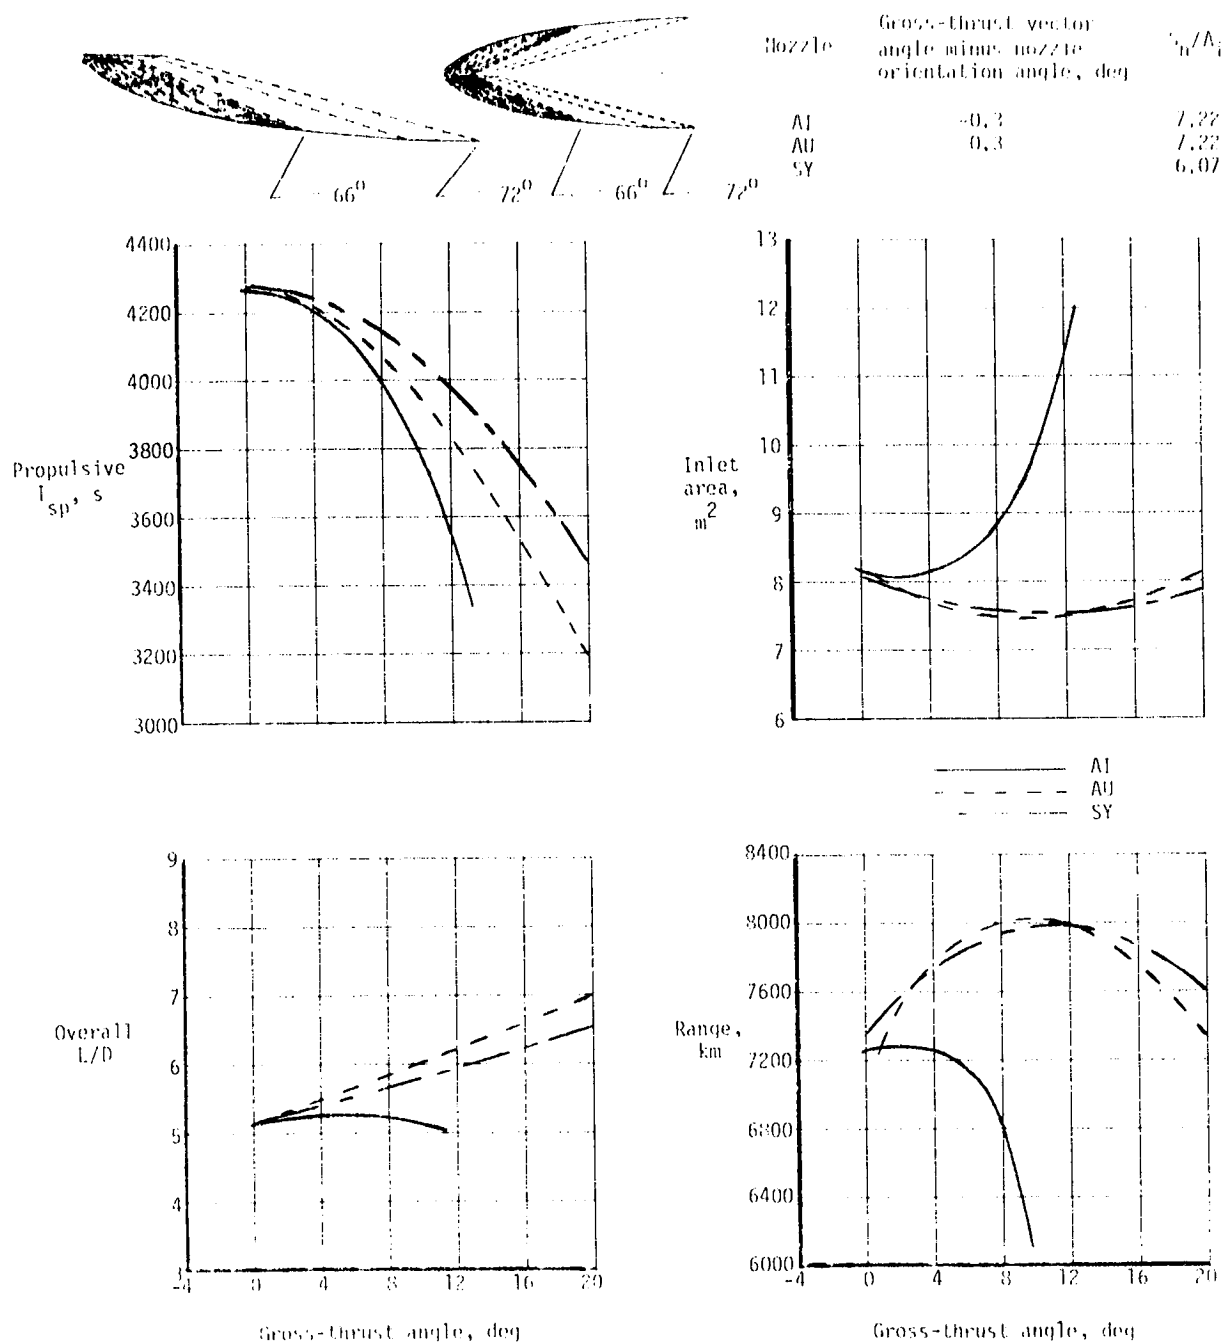 Nozzle
Gross-thrust vector
angle minus nozzle
orientation angle, deg
AI -0.3 7.22
AU 0.3 7.22
SY 6.07
66° 72° 66° 72°
4400
4200
4000
3800
3600
3400
3200
3000
Propulsive
I sp, s
13
12
11
10
9
8
7
6
Inlet
area,
m2
AI
AU
SY
9
8
7
6
5
4
Overall
L/D
-4 0 4 8 12 16 20
Gross-thrust angle, deg
8400
8000
7600
7200
6800
6400
6000
Range,
km
-4 0 4 8 12 16 20
Gross-thrust angle, deg